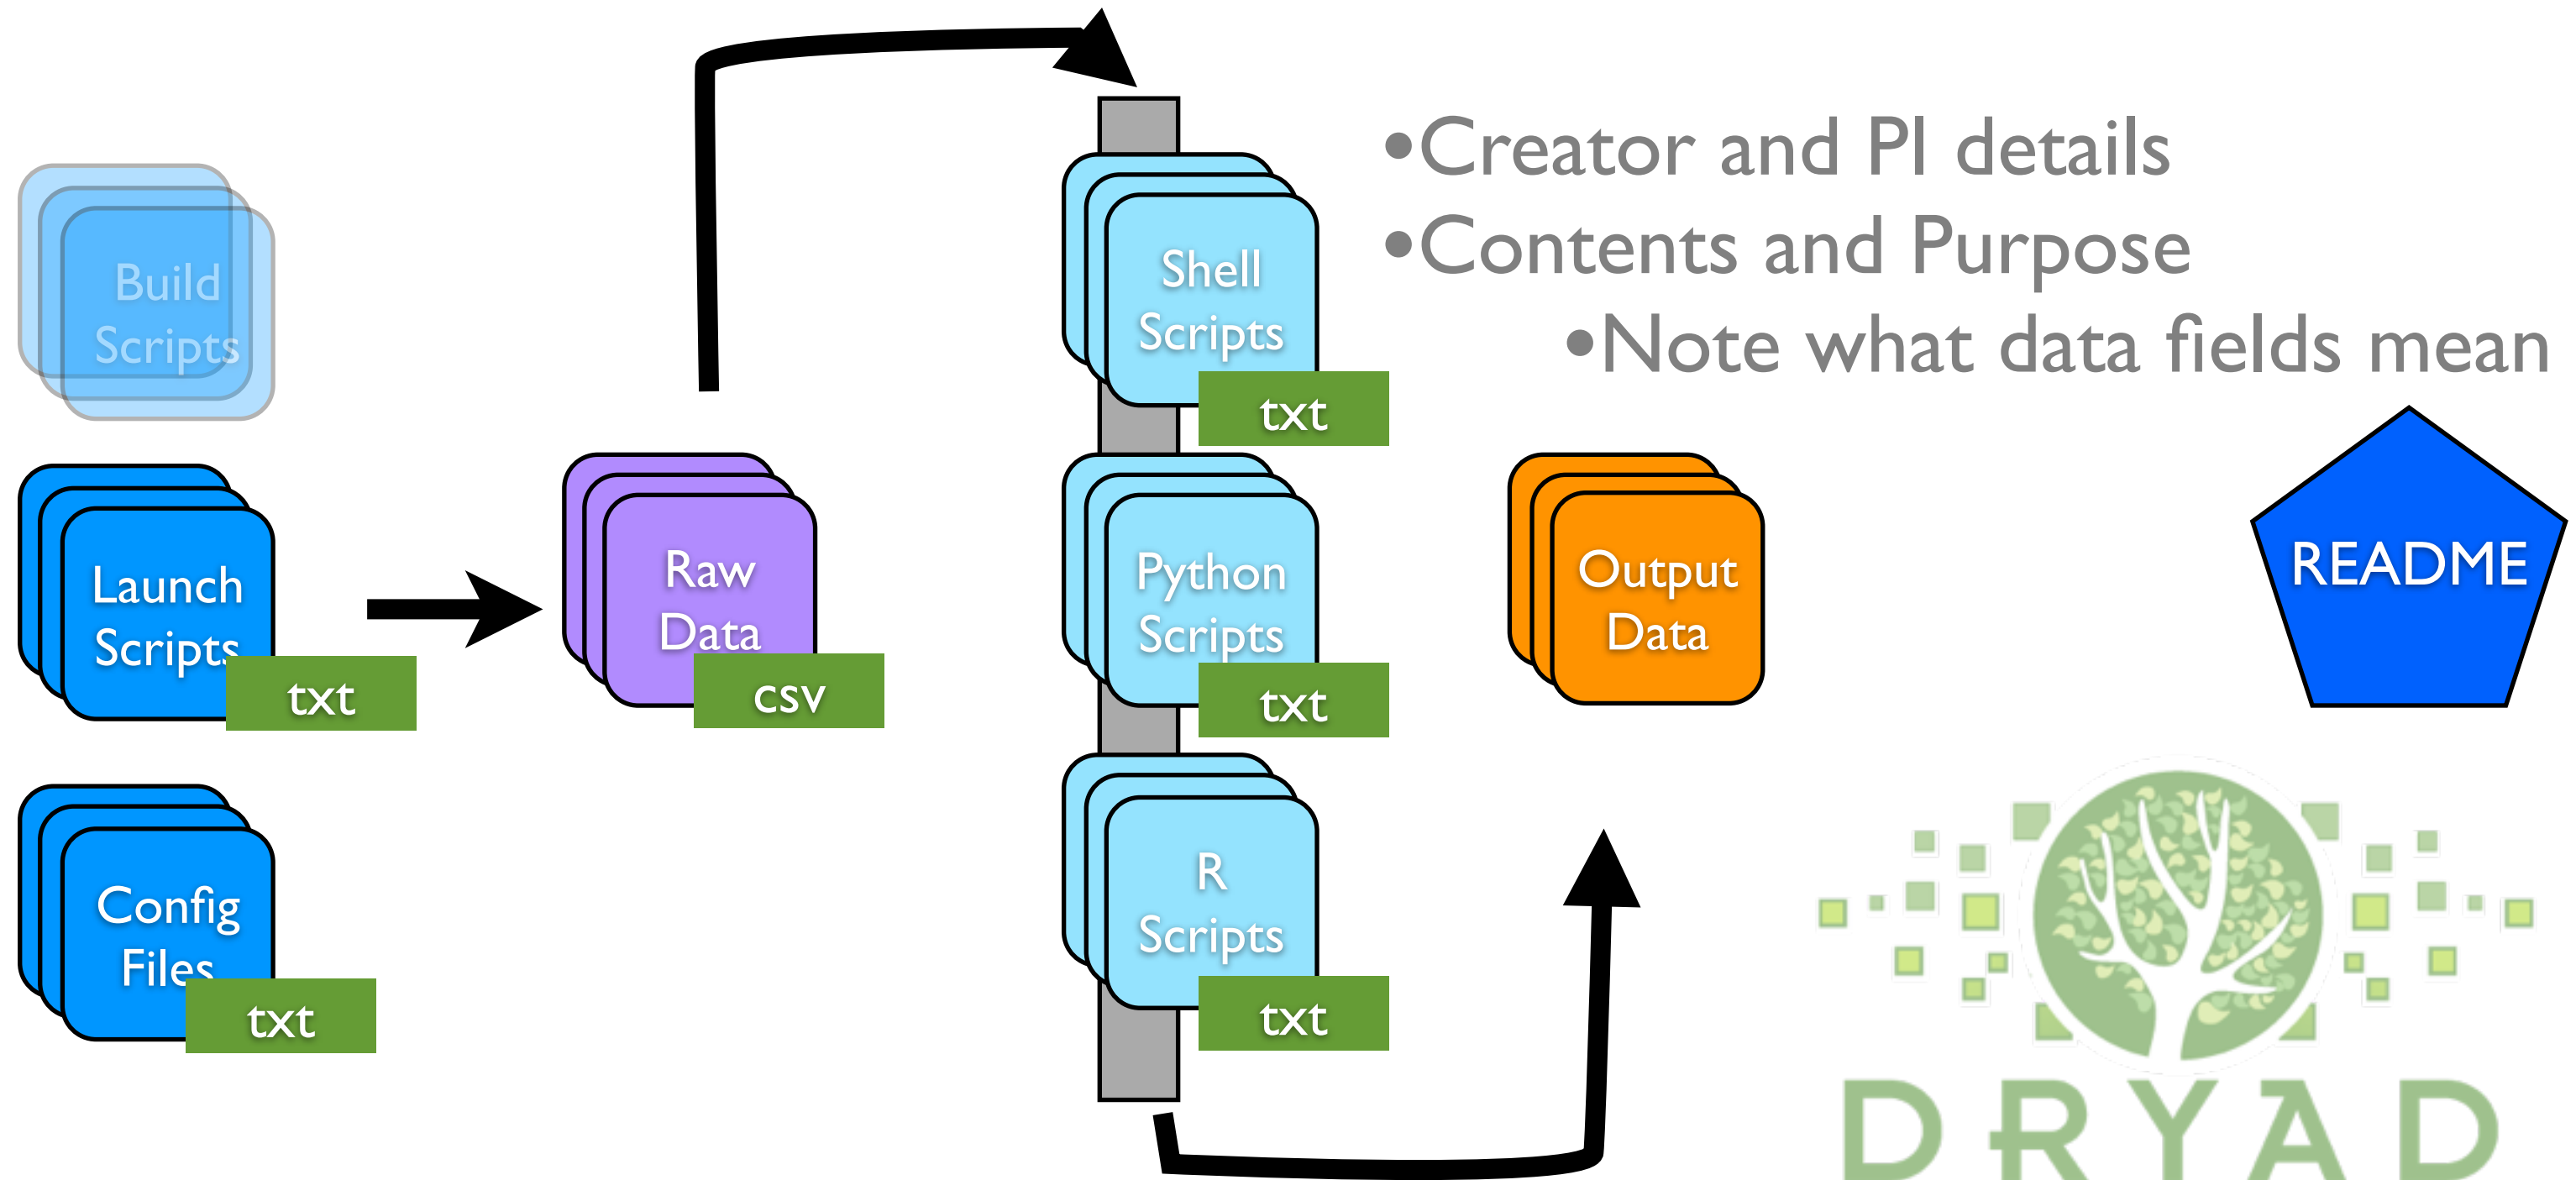 •Creator and PI details
•Contents and Purpose
•Note what data fields mean
Build
Scripts
Launch
Scripts
txt
Config
Files
txt
Raw
Data
csv
Shell
Scripts
txt
Python
Scripts
txt
R
Scripts
txt
Output
Data
README
DRYAD